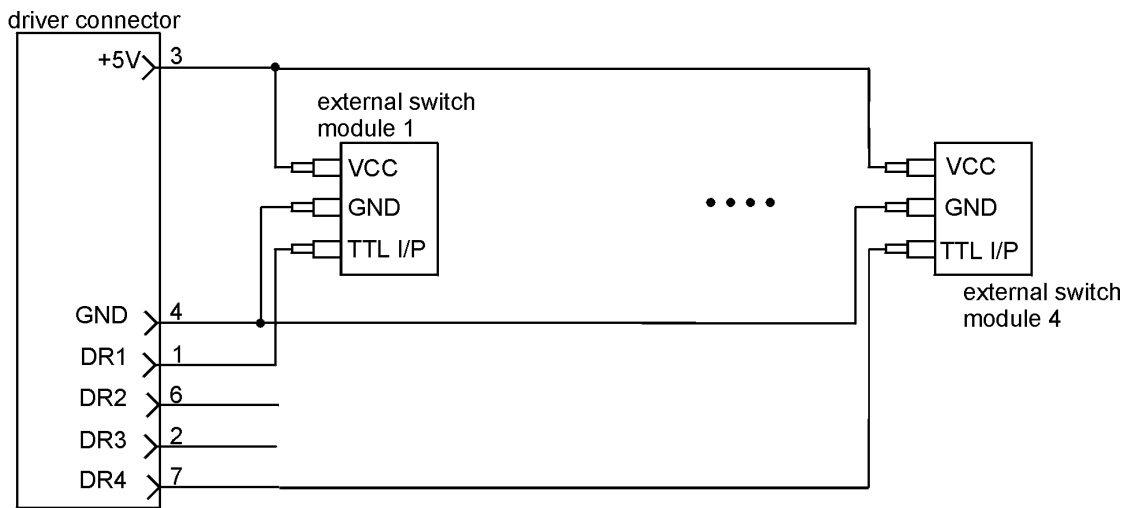 driver connector
+5V 3
external switch
module 1
VCC
GND
TTL I/P
VCC
GND
TTL I/P
external switch
module 4
GND 4
DR1 1
DR2 6
DR3 2
DR4 7